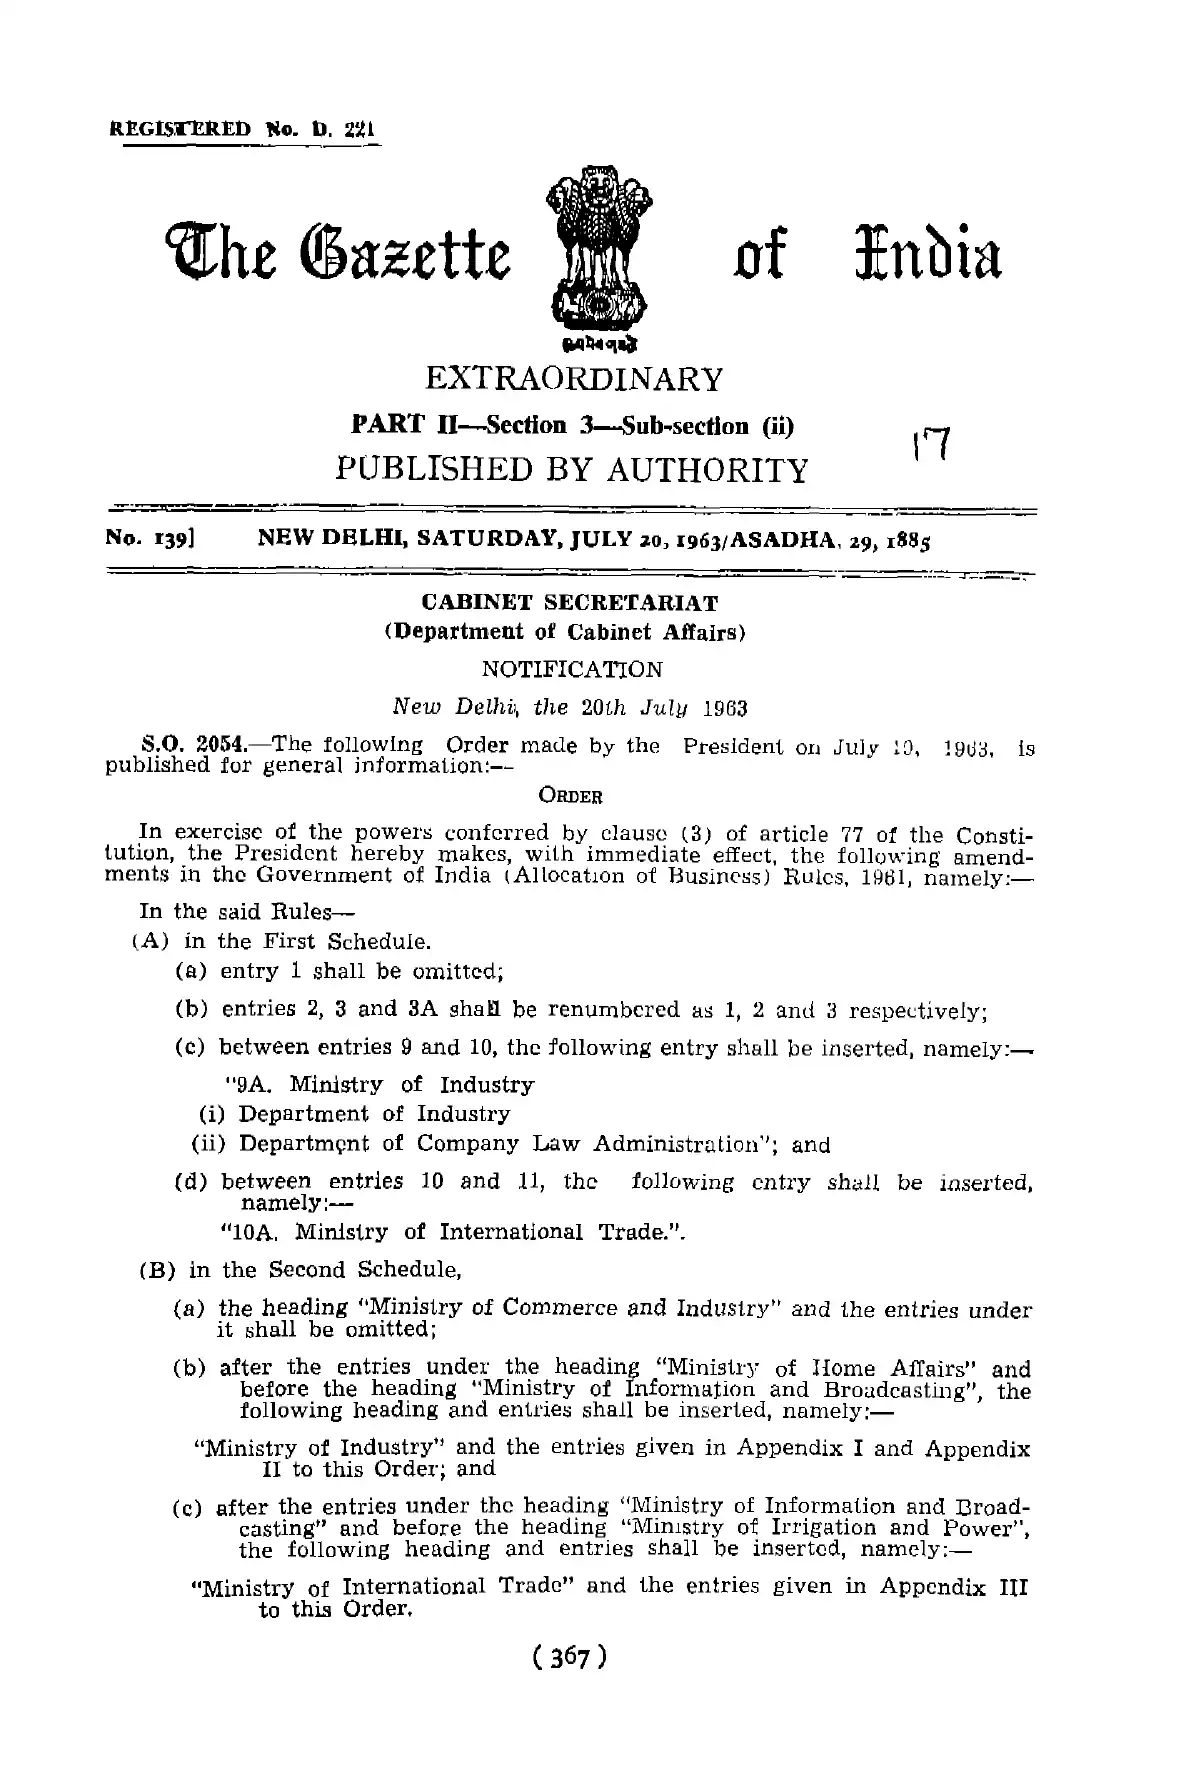 REGISTERED No. D. 221
The Gazette of India
EXTRAORDINARY
PART II—Section 3—Sub-section (ii)
17
PUBLISHED BY AUTHORITY
No. 139] NEW DELHI, SATURDAY, JULY 20, 1963/ASADHA, 29, 1885
CABINET SECRETARIAT
(Department of Cabinet Affairs)
NOTIFICATION
New Delhi, the 20th July 1963
S.O. 2054.—The following Order made by the President on July 1963, is
published for general information:—
ORDER
In exercise of the powers conferred by clause (3) of article 77 of the Consti-
tution, the President hereby makes, with immediate effect, the following amend-
ments in the Government of India (Allocation of Business) Rules, 1961, namely:—
In the said Rules—
(A) in the First Schedule.
(a) entry 1 shall be omitted;
(b) entries 2, 3 and 3A shall be renumbered as 1, 2 and 3 respectively;
(c) between entries 9 and 10, the following entry shall be inserted, namely:—
"9A. Ministry of Industry
(i) Department of Industry
(ii) Department of Company Law Administration"; and
(d) between entries 10 and 11, the following entry shall be inserted,
namely:—
"10A. Ministry of International Trade.".
(B) in the Second Schedule,
(a) the heading "Ministry of Commerce and Industry" and the entries under
it shall be omitted;
(b) after the entries under the heading "Ministry of Home Affairs" and
before the heading "Ministry of Information and Broadcasting", the
following heading and entries shall be inserted, namely:—
"Ministry of Industry" and the entries given in Appendix I and Appendix
II to this Order; and
(c) after the entries under the heading "Ministry of Information and Broad-
casting" and before the heading "Ministry of Irrigation and Power",
the following heading and entries shall be inserted, namely:—
"Ministry of International Trade" and the entries given in Appendix III
to this Order.
(367)